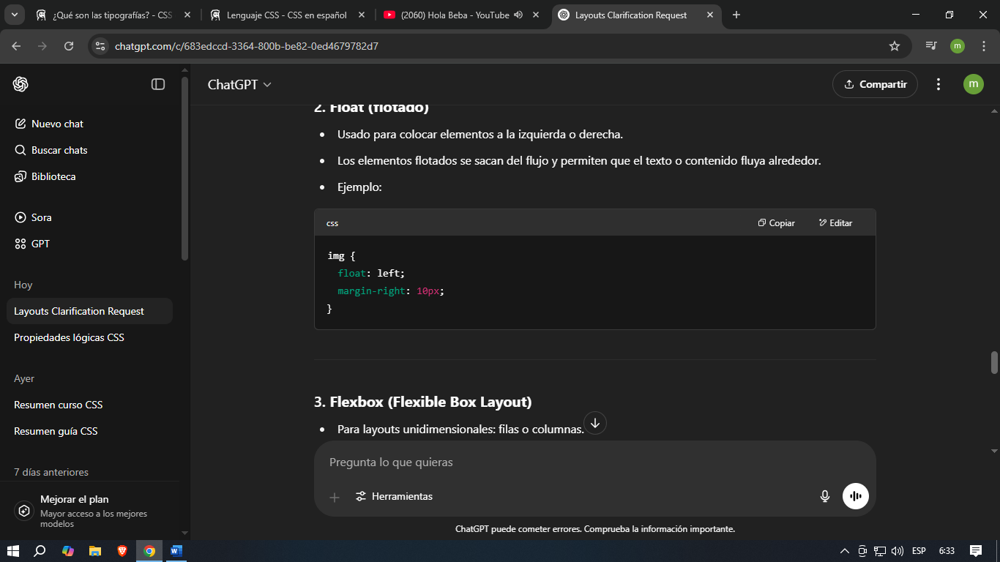 ¿Qué son las tipografías? - CSS
Lenguaje CSS - CSS en español
(2060) Hola Beba - YouTube
Layouts Clarification Request
chatgpt.com/c/683edccd-3364-800b-be82-0ed4679782d7
m
ChatGPT
Compartir
m
Nuevo chat
Buscar chats
Biblioteca
Sora
GPT
Hoy
Layouts Clarification Request
Propiedades lógicas CSS
Ayer
Resumen curso CSS
Resumen guía CSS
7 días anteriores
Mejorar el plan
Mayor acceso a los mejores
modelos
2. Float (flotado)
Usado para colocar elementos a la izquierda o derecha.
Los elementos flotados se sacan del flujo y permiten que el texto o contenido fluya alrededor.
Ejemplo:
css
Copiar
Editar
img {
float: left;
margin-right: 10px;
}
3. Flexbox (Flexible Box Layout)
Para layouts unidimensionales: filas o columnas.
Pregunta lo que quieras
Herramientas
ChatGPT puede cometer errores. Comprueba la información importante.
ESP
6:33